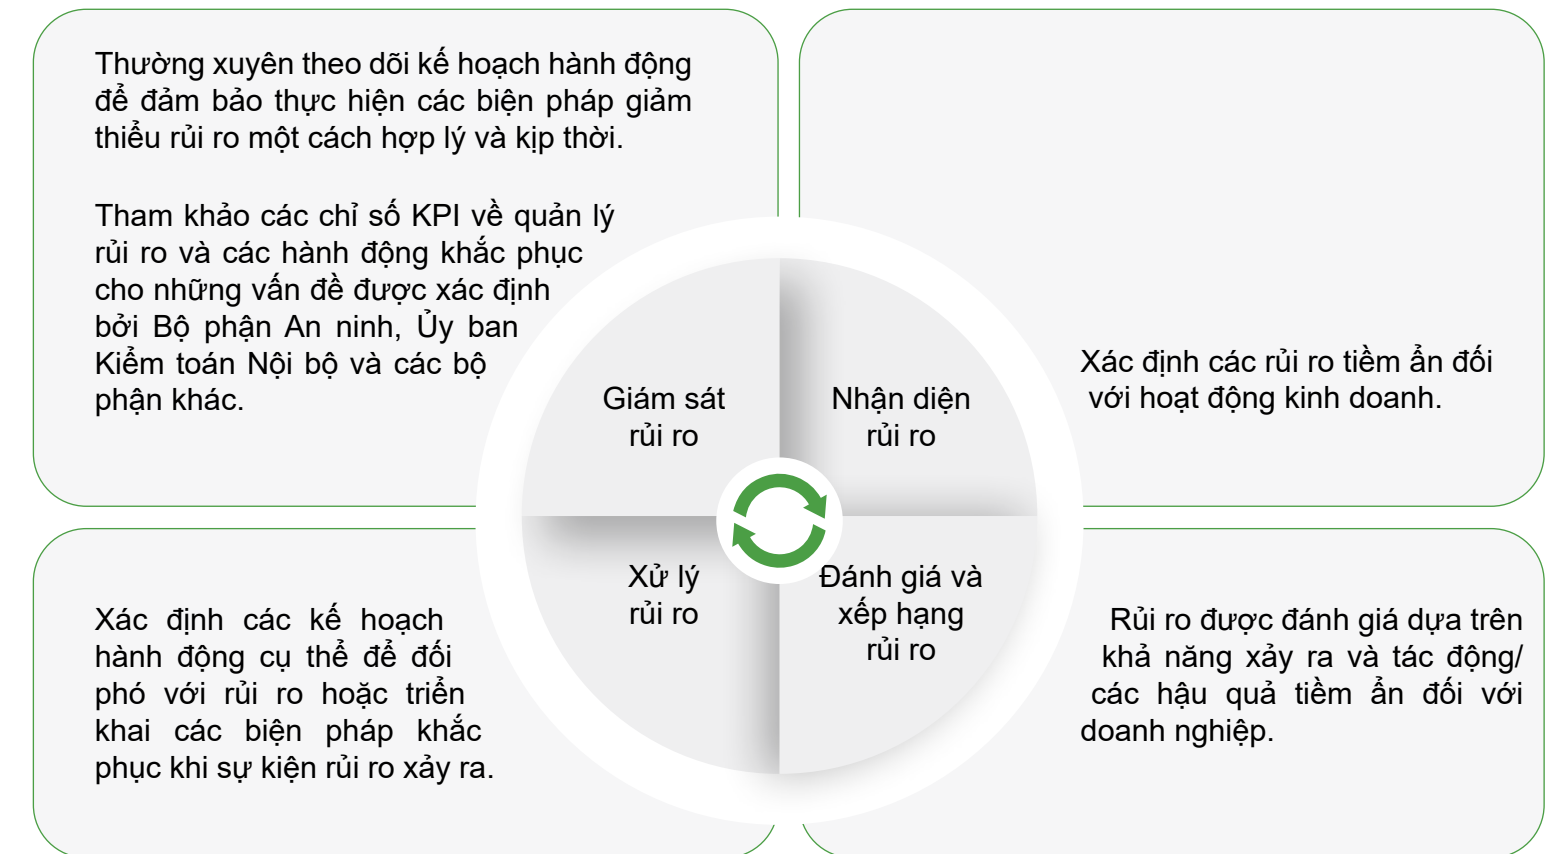 Thường xuyên theo dõi kế hoạch hành động
để đảm bảo thực hiện các biện pháp giảm
thiểu rủi ro một cách hợp lý và kịp thời.
Tham khảo các chỉ số KPI về quản lý
rủi ro và các hành động khắc phục
cho những vấn đề được xác định
bởi Bộ phận An ninh, Ủy ban
Kiểm toán Nội bộ và các bộ
phận khác.
Giám sát
rủi ro
Nhận diện
rủi ro
Xác định các rủi ro tiềm ẩn đối
với hoạt động kinh doanh.
Xác định các kế hoạch
hành động cụ thể để đối
phó với rủi ro hoặc triển
khai các biện pháp khắc
phục khi sự kiện rủi ro xảy ra.
Xử lý
rủi ro
Đánh giá và
xếp hạng
rủi ro
Rủi ro được đánh giá dựa trên
khả năng xảy ra và tác động/
các hậu quả tiềm ẩn đối với
doanh nghiệp.